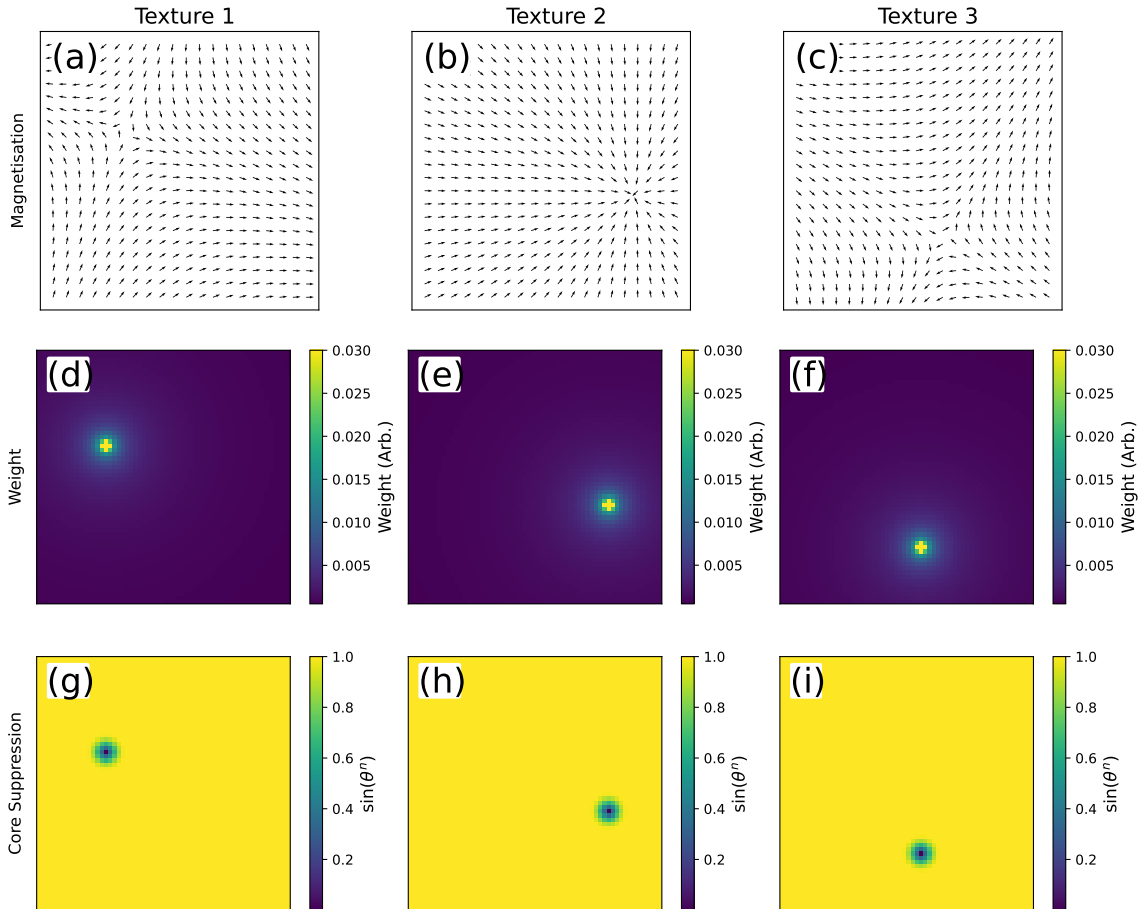 Texture 1
Texture 2
Texture 3
Magnetisation
(a)
(b)
(c)
Weight
(d)
0.030
0.025
0.020
0.015
0.010
0.005
Weight (Arb.)
(e)
0.030
0.025
0.020
0.015
0.010
0.005
Weight (Arb.)
(f)
0.030
0.025
0.020
0.015
0.010
0.005
Weight (Arb.)
Core Suppression
(g)
1.0
0.8
0.6
0.4
0.2
sin(θⁿ)
(h)
1.0
0.8
0.6
0.4
0.2
sin(θⁿ)
(i)
1.0
0.8
0.6
0.4
0.2
sin(θⁿ)